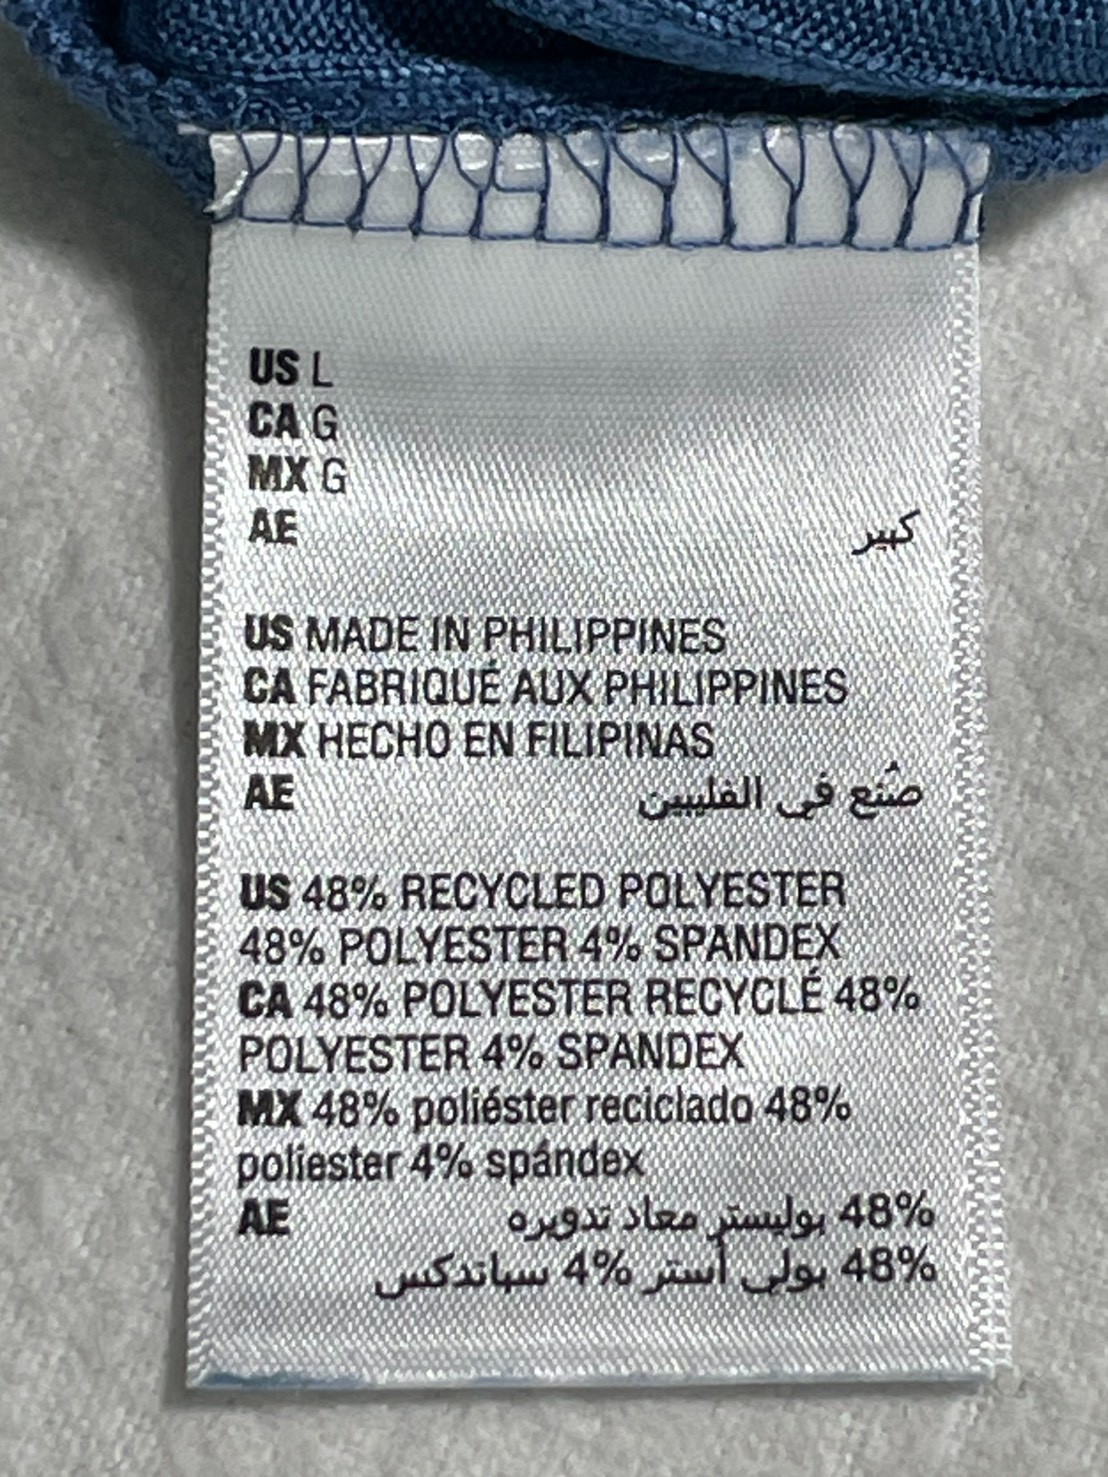 US L
CA G
MX G
AE كبير
US MADE IN PHILIPPINES
CA FABRIQUÉ AUX PHILIPPINES
MX HECHO EN FILIPINAS
AE صُنع في الفليبين
US 48% RECYCLED POLYESTER
48% POLYESTER 4% SPANDEX
CA 48% POLYESTER RECYCLÉ 48%
POLYESTER 4% SPANDEX
MX 48% poliéster reciclado 48%
poliester 4% spándex
AE 48% بوليستر معاد تدويره
48% بولي أستر 4% سباندكس